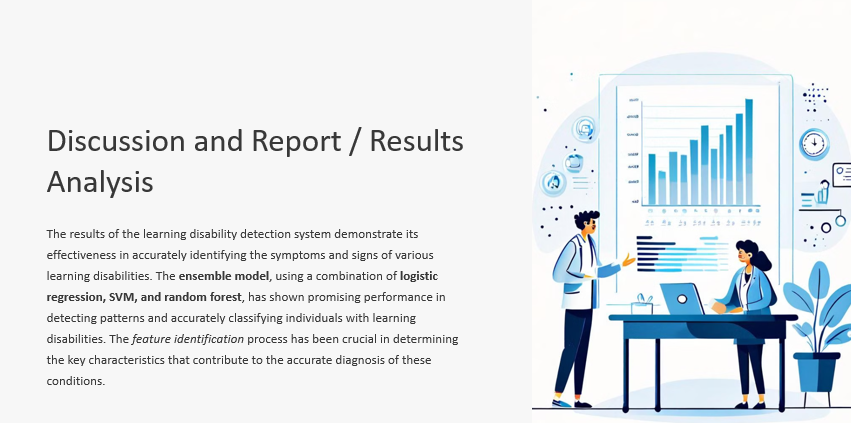 Discussion and Report / Results
Analysis
The results of the learning disability detection system demonstrate its
effectiveness in accurately identifying the symptoms and signs of various
learning disabilities. The ensemble model, using a combination of logistic
regression, SVM, and random forest, has shown promising performance in
detecting patterns and accurately classifying individuals with learning
disabilities. The feature identification process has been crucial in determining
the key characteristics that contribute to the accurate diagnosis of these
conditions.